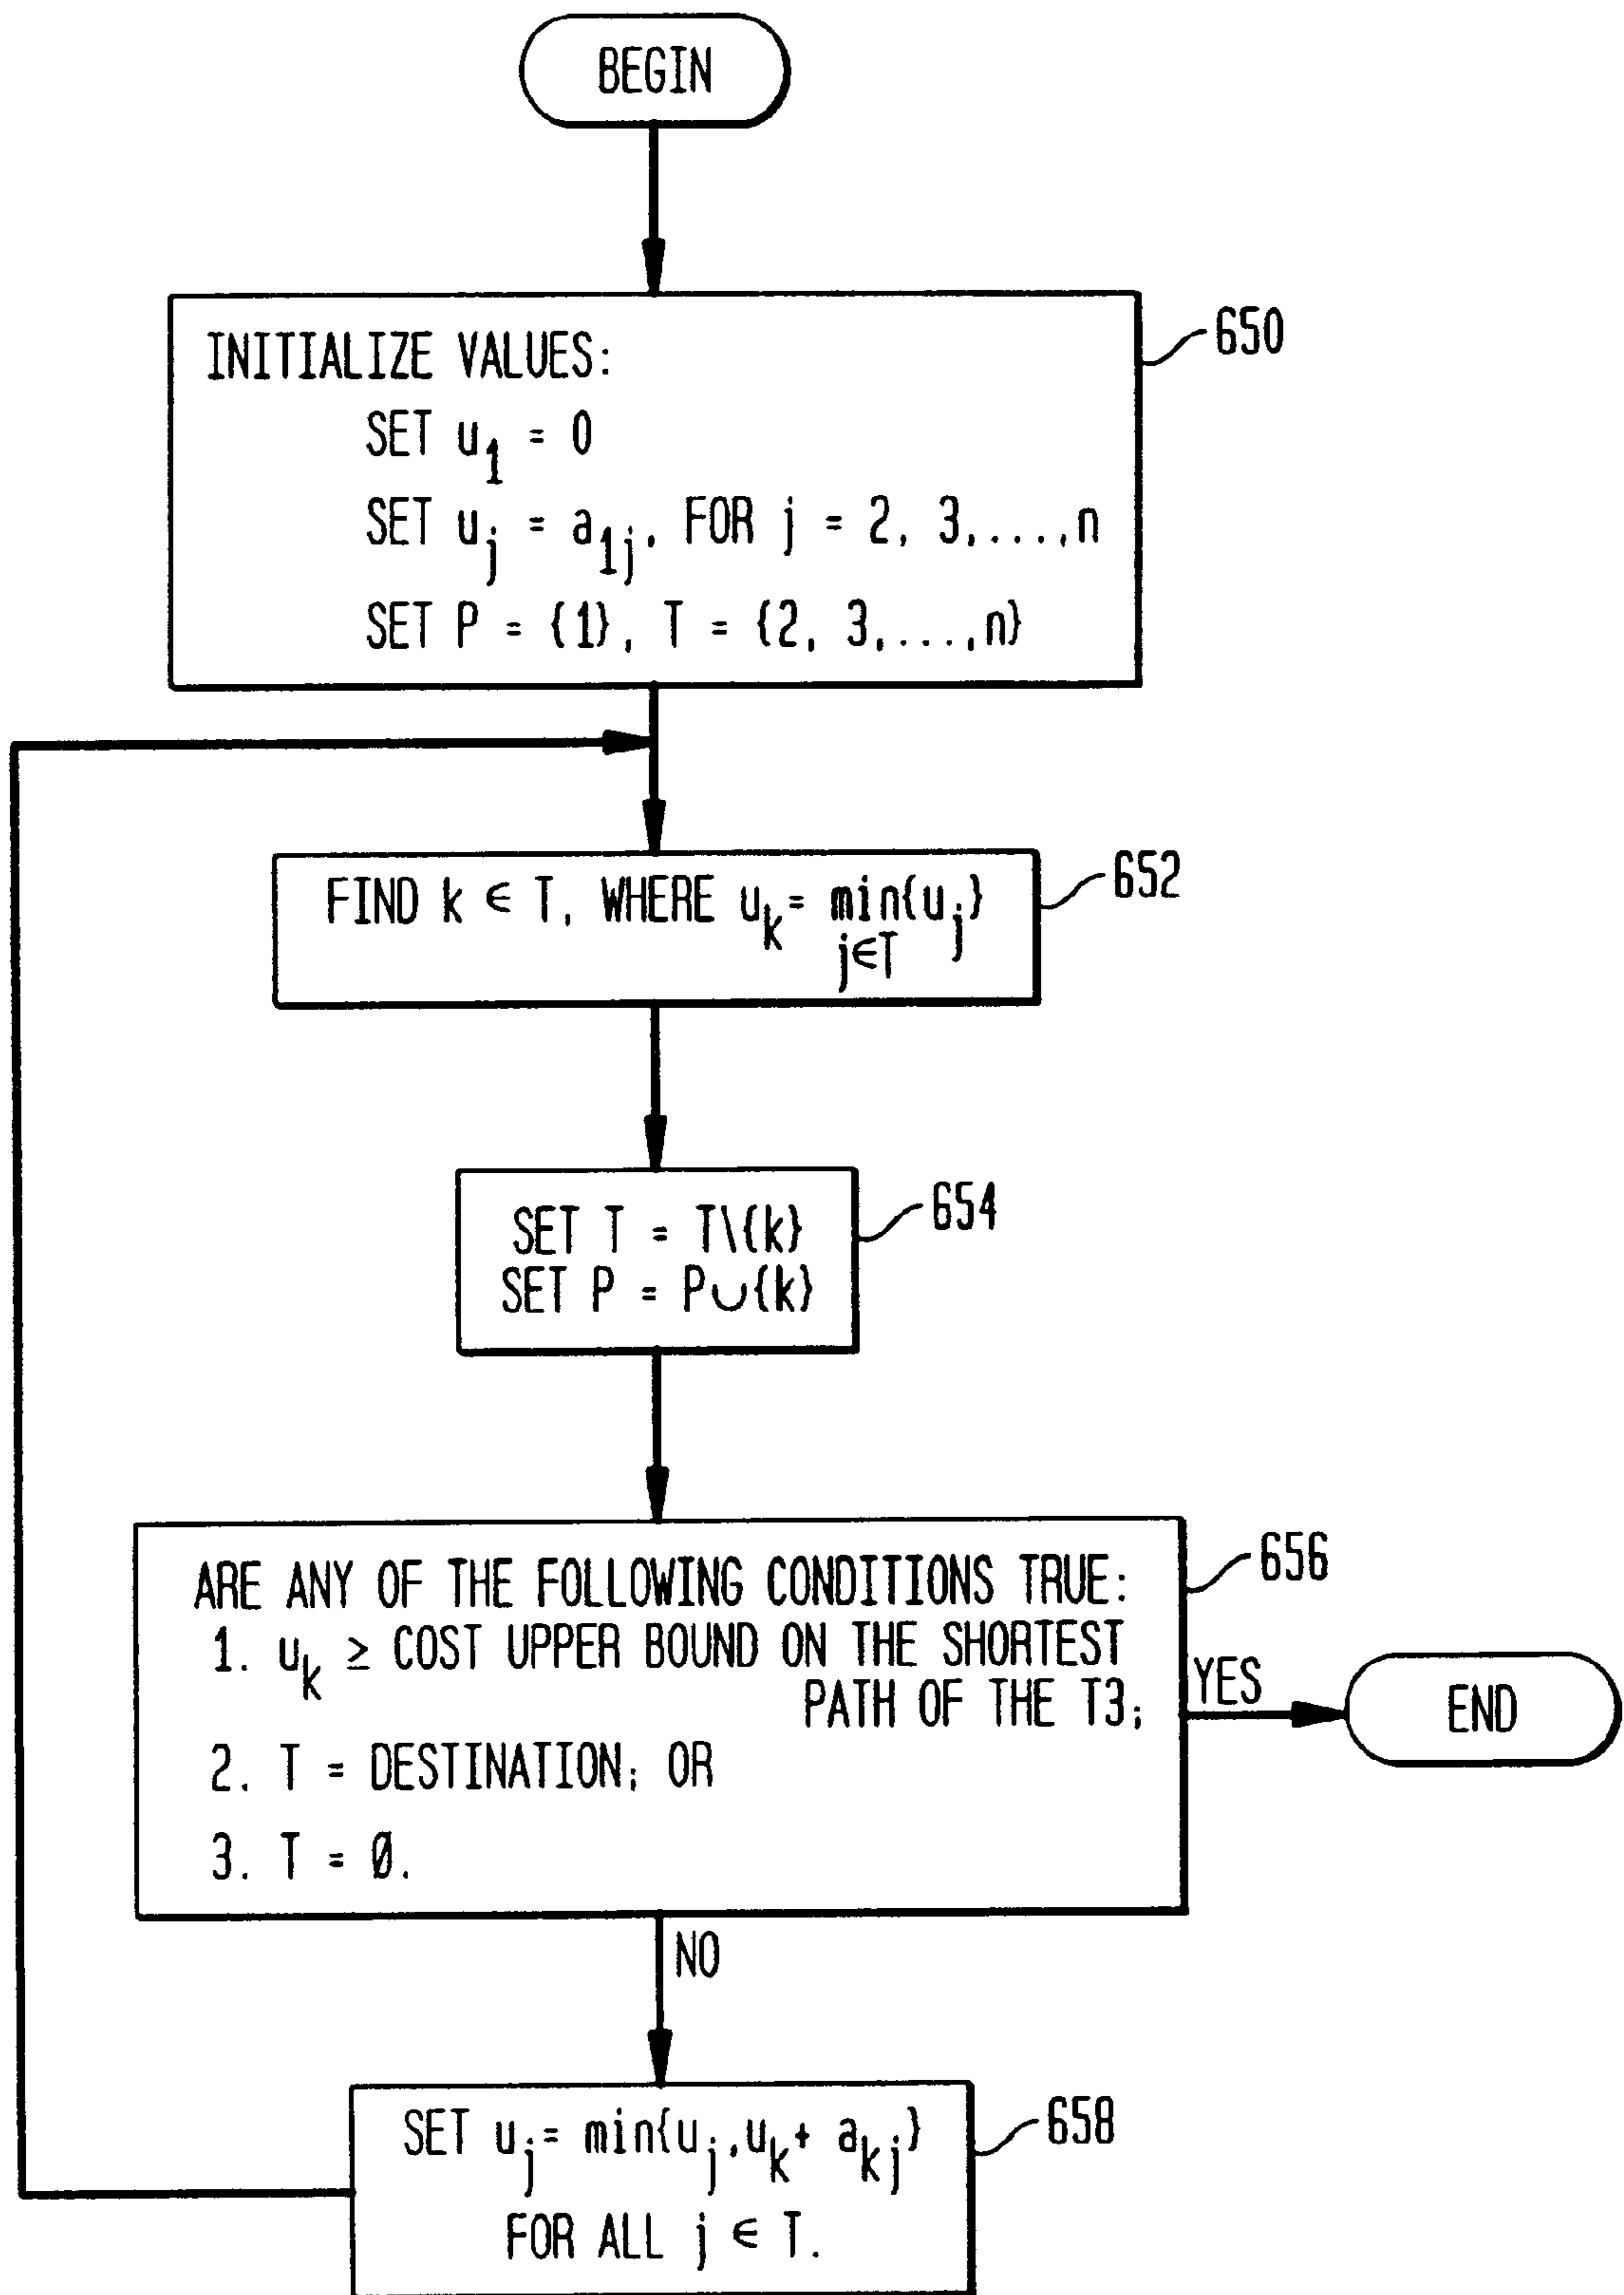 BEGIN
INITIALIZE VALUES:
650
SET u1 = 0
SET uj = a1j, FOR j = 2, 3,...,n
SET P = {1}, T = {2, 3,...,n}
FIND k ∈ T, WHERE uk = min{uj}
j∈T
652
SET T = T\{k}
SET P = P∪{k}
654
ARE ANY OF THE FOLLOWING CONDITIONS TRUE:
1. uk ≥ COST UPPER BOUND ON THE SHORTEST
PATH OF THE T3;
2. T = DESTINATION; OR
3. T = Ø.
656
YES
END
NO
SET uj = min{uj, uk + akj}
FOR ALL j ∈ T.
658